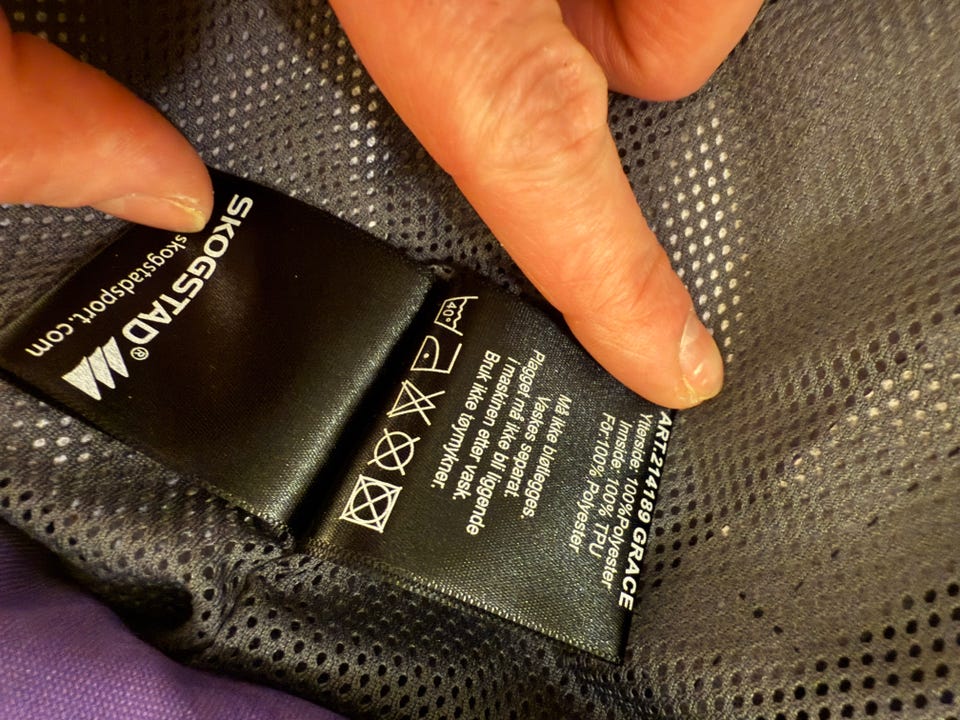 SKOGSTAD®
skogstadsport.com
ART.214189 GRACE
Ytterside: 100%Polyester
Innside: 100% TPU
Fôr:100% Polyester
Må ikke bløtlegges.
Vaskes separat.
Plagget må ikke bli liggende
i maskinen etter vask.
Bruk ikke tøymykner.
40°